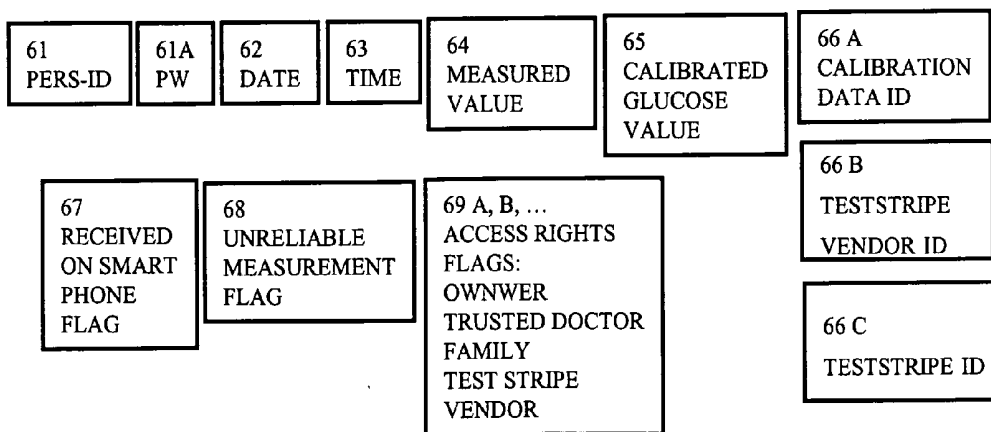 61
PERS-ID
61A
PW
62
DATE
63
TIME
64
MEASURED
VALUE
65
CALIBRATED
GLUCOSE
VALUE
66 A
CALIBRATION
DATA ID
66 B
TESTSTRIPE
VENDOR ID
67
RECEIVED
ON SMART
PHONE
FLAG
68
UNRELIABLE
MEASUREMENT
FLAG
69 A, B, ...
ACCESS RIGHTS
FLAGS:
OWNWER
TRUSTED DOCTOR
FAMILY
TEST STRIPE
VENDOR
66 C
TESTSTRIPE ID